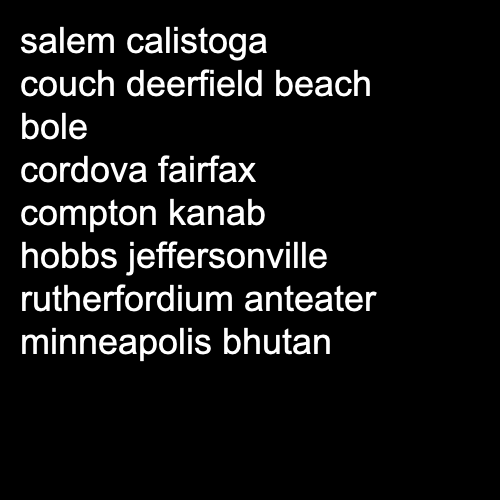 salem calistoga
couch deerfield beach
bole
cordova fairfax
compton kanab
hobbs jeffersonville
rutherfordium anteater
minneapolis bhutan